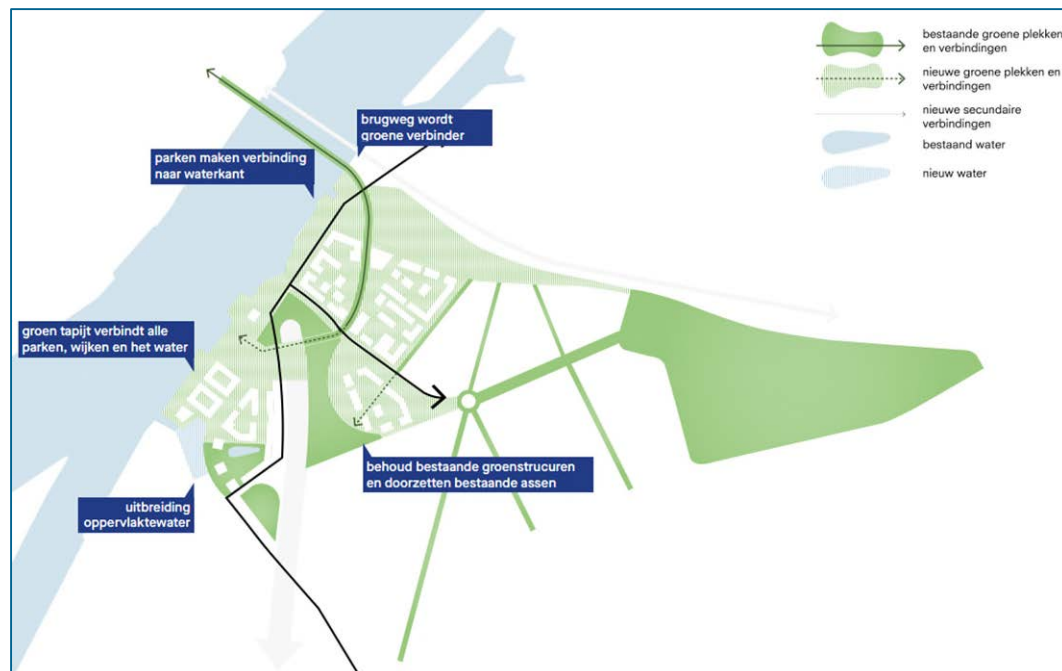 bestaande groene plekken
en verbindingen
nieuwe groene plekken en
verbindingen
nieuwe secundaire
verbindingen
bestaand water
nieuw water
brugweg wordt
groene verbinder
parken maken verbinding
naar waterkant
groen tapijt verbindt alle
parken, wijken en het water
behoud bestaande groenstrucuren
en doorzetten bestaande assen
uitbreiding
oppervlaktewater